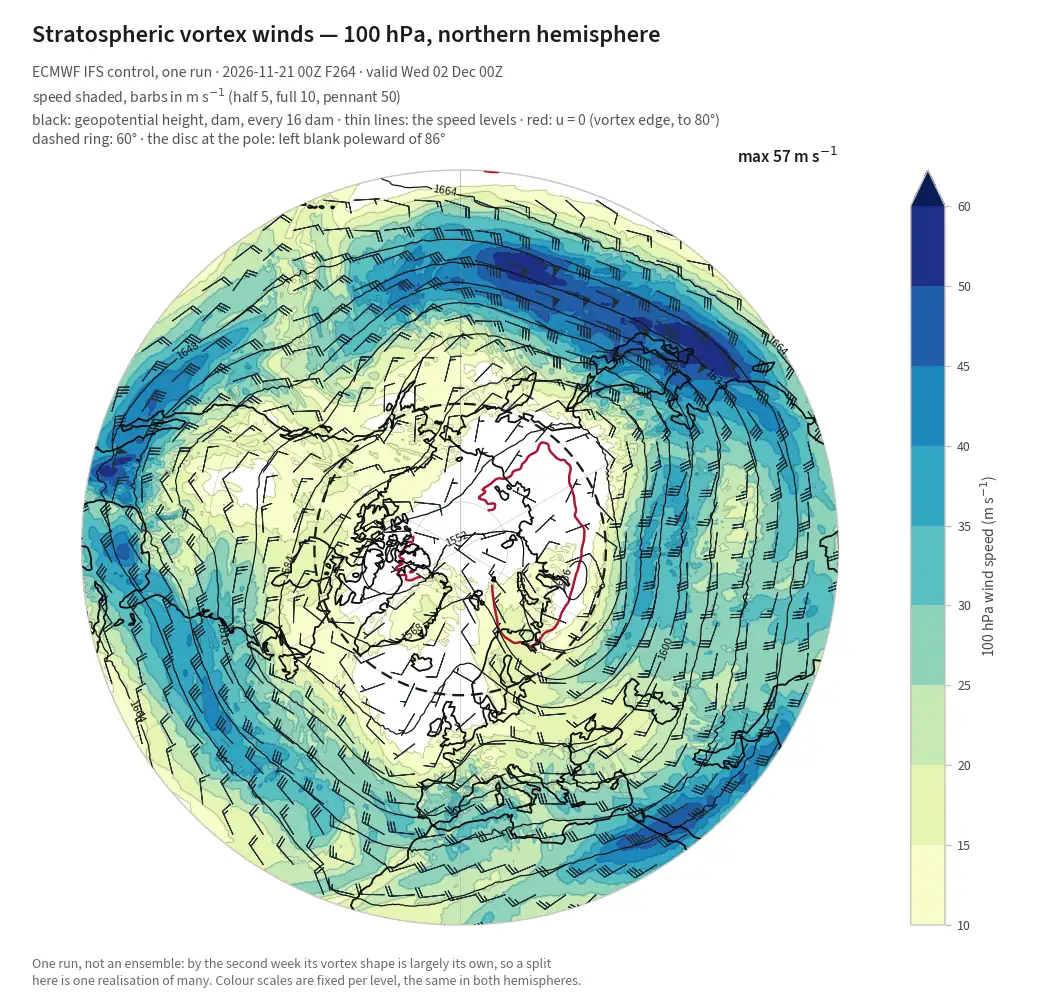 Stratospheric vortex winds — 100 hPa, northern hemisphere
ECMWF IFS control, one run · 2026-11-21 00Z F264 · valid Wed 02 Dec 00Z
speed shaded, barbs in m s⁻¹ (half 5, full 10, pennant 50)
black: geopotential height, dam, every 16 dam · thin lines: the speed levels · red: u = 0 (vortex edge, to 80°)
dashed ring: 60° · the disc at the pole: left blank poleward of 86°
max 57 m s⁻¹
1664
1664
1648
1600
60
50
45
40
35
30
25
20
15
10
100 hPa wind speed (m s⁻¹)
One run, not an ensemble: by the second week its vortex shape is largely its own, so a split
here is one realisation of many. Colour scales are fixed per level, the same in both hemispheres.